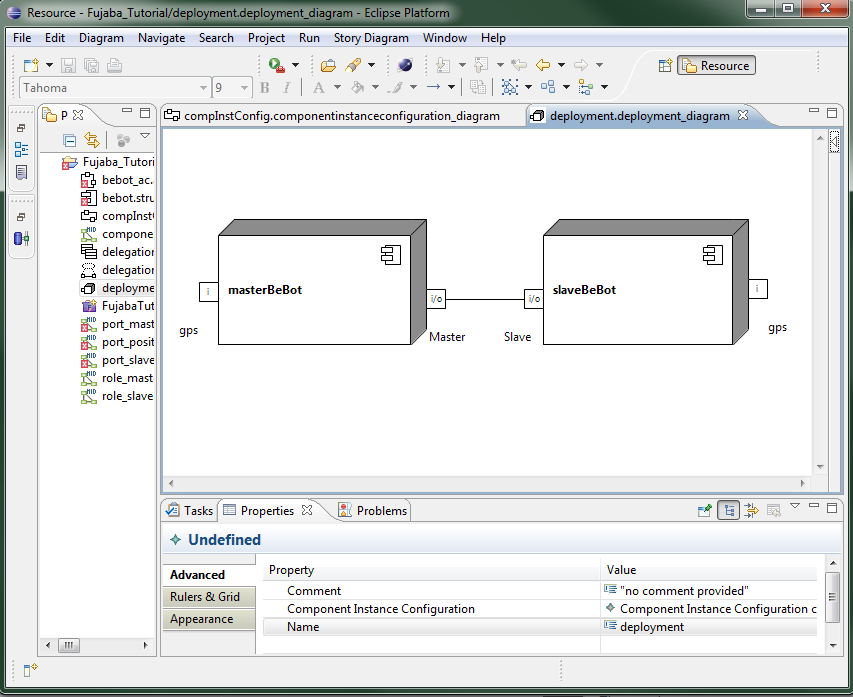 Resource - Fujaba_Tutorial/deployment.deployment_diagram - Eclipse Platform
File Edit Diagram Navigate Search Project Run Story Diagram Window Help
Resource
Tahoma 9 B I A
P
compInstConfig.componentinstanceconfiguration_diagram deployment.deployment_diagram
Fujaba_Tutori
bebot_ac.
bebot.stru
compInst
compone
delegation
delegation
deployme
FujabaTut
port_mast
port_posit
port_slave
role_mast
role_slave
masterBeBot
slaveBeBot
i
i/o
i/o
i
gps
Master
Slave
gps
Tasks Properties Problems
Undefined
Advanced
Rulers & Grid
Appearance
Property Value
Comment "no comment provided"
Component Instance Configuration Component Instance Configuration c
Name deployment